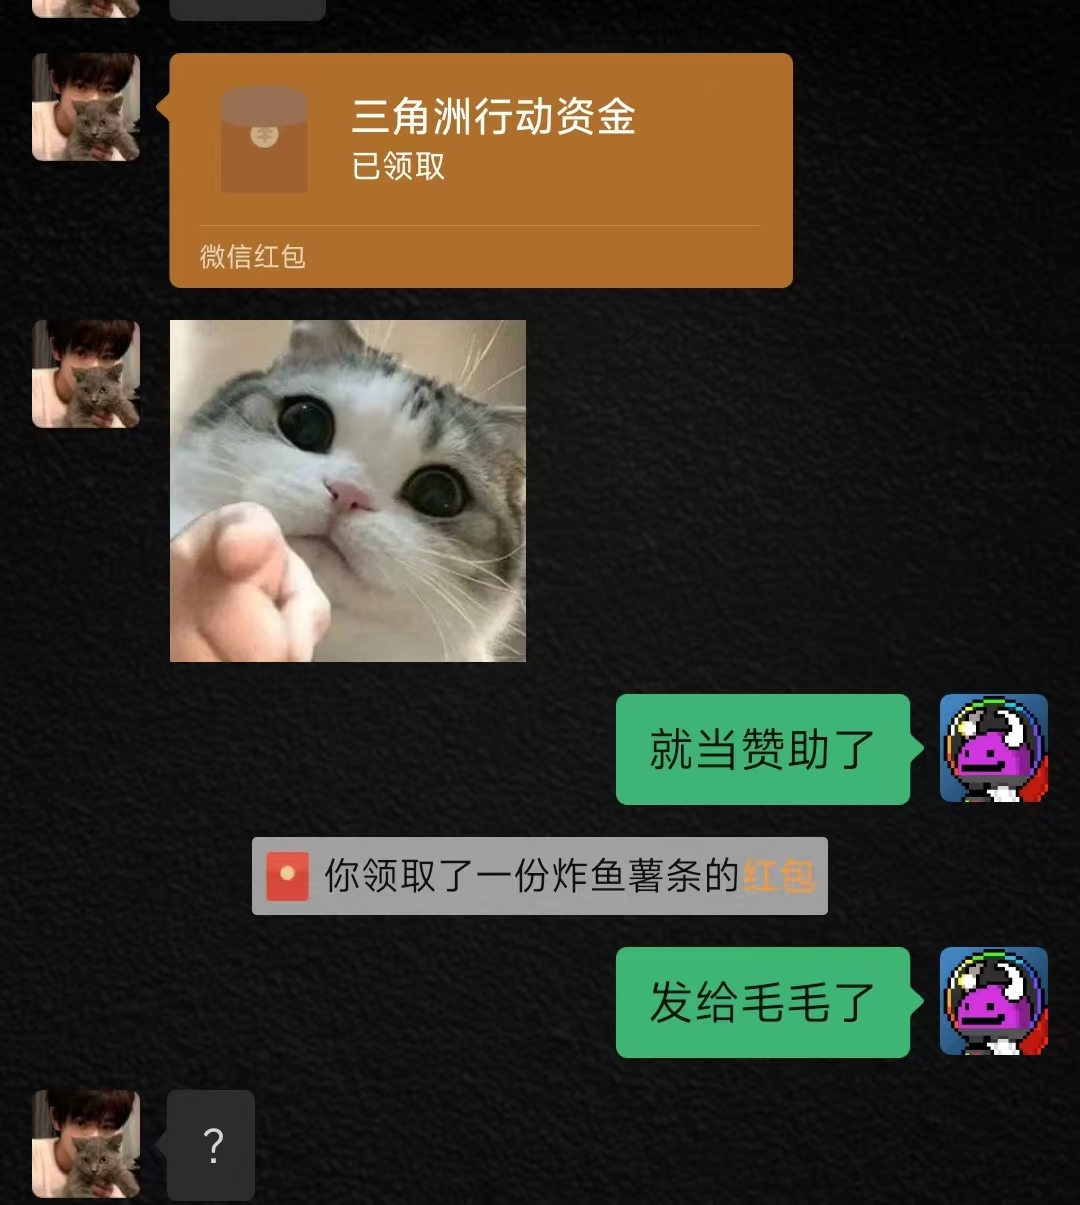 三角洲行动资金
已领取
微信红包
就当赞助了
你领取了一份炸鱼薯条的红包
发给毛毛了
？